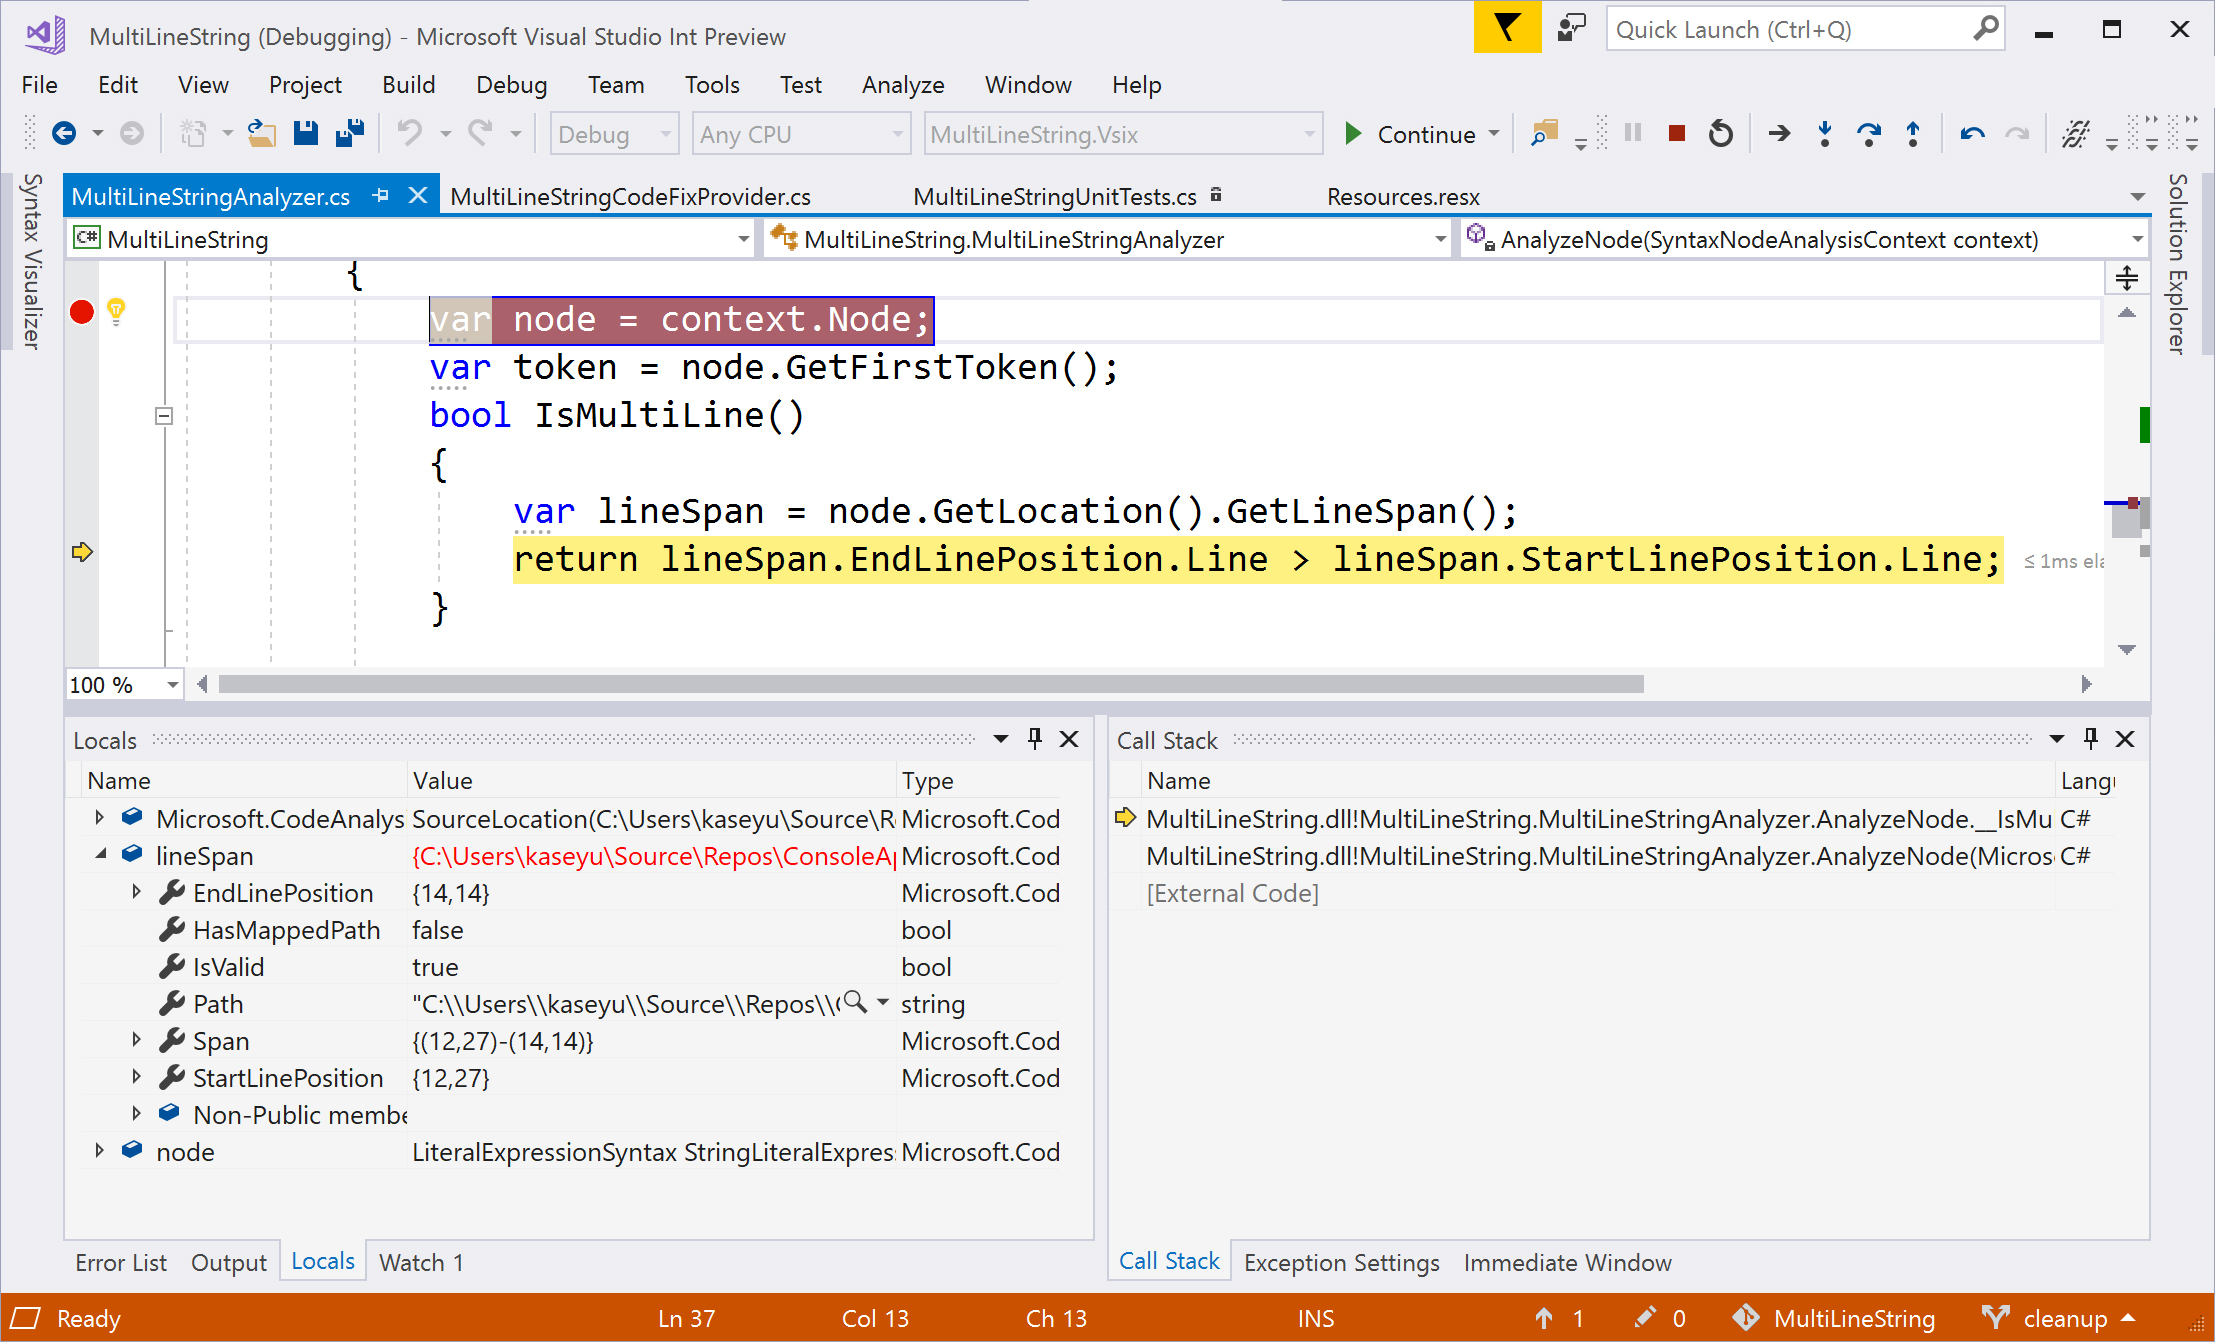 MultiLineString (Debugging) - Microsoft Visual Studio Int Preview
Quick Launch (Ctrl+Q)
File Edit View Project Build Debug Team Tools Test Analyze Window Help
Debug Any CPU MultiLineString.Vsix Continue
Syntax Visualizer
MultiLineStringAnalyzer.cs MultiLineStringCodeFixProvider.cs MultiLineStringUnitTests.cs Resources.resx
Solution Explorer
C# MultiLineString MultiLineString.MultiLineStringAnalyzer AnalyzeNode(SyntaxNodeAnalysisContext context)
{
var node = context.Node;
var token = node.GetFirstToken();
bool IsMultiLine()
{
var lineSpan = node.GetLocation().GetLineSpan();
return lineSpan.EndLinePosition.Line > lineSpan.StartLinePosition.Line; ≤ 1ms ela
}
100 %
Locals
Name Value Type
Microsoft.CodeAnalys SourceLocation(C:\Users\kaseyu\Source\R Microsoft.Cod
lineSpan {C:\Users\kaseyu\Source\Repos\ConsoleAp Microsoft.Cod
EndLinePosition {14,14} Microsoft.Cod
HasMappedPath false bool
IsValid true bool
Path "C:\\Users\\kaseyu\\Source\\Repos\\ string
Span {(12,27)-(14,14)} Microsoft.Cod
StartLinePosition {12,27} Microsoft.Cod
Non-Public membe
node LiteralExpressionSyntax StringLiteralExpres Microsoft.Cod
Call Stack
Name Langu
MultiLineString.dll!MultiLineString.MultiLineStringAnalyzer.AnalyzeNode.__IsMu C#
MultiLineString.dll!MultiLineString.MultiLineStringAnalyzer.AnalyzeNode(Micros C#
[External Code]
Error List Output Locals Watch 1
Call Stack Exception Settings Immediate Window
Ready Ln 37 Col 13 Ch 13 INS 1 0 MultiLineString cleanup